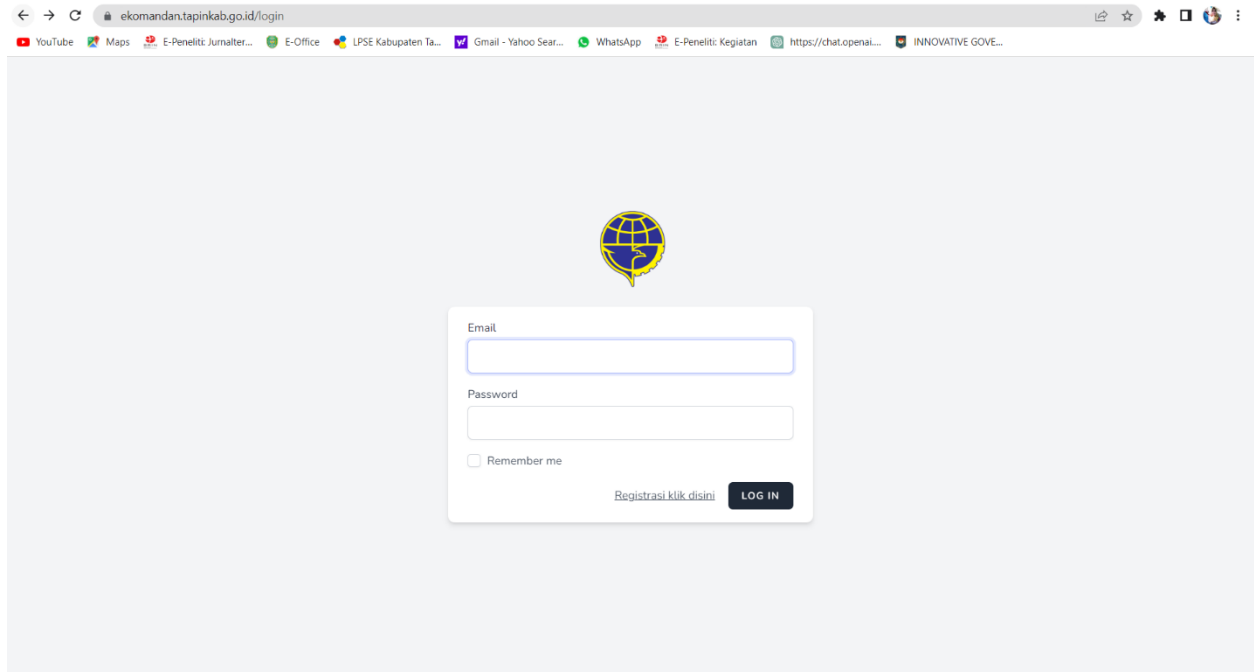 ekomandan.tapinkab.go.id/login
YouTube Maps E-Peneliti: Jurnalter... E-Office LPSE Kabupaten Ta... Gmail - Yahoo Sear... WhatsApp E-Peneliti: Kegiatan https://chat.openai.... INNOVATIVE GOVE...
Email
Password
Remember me
Registrasi klik disini LOG IN